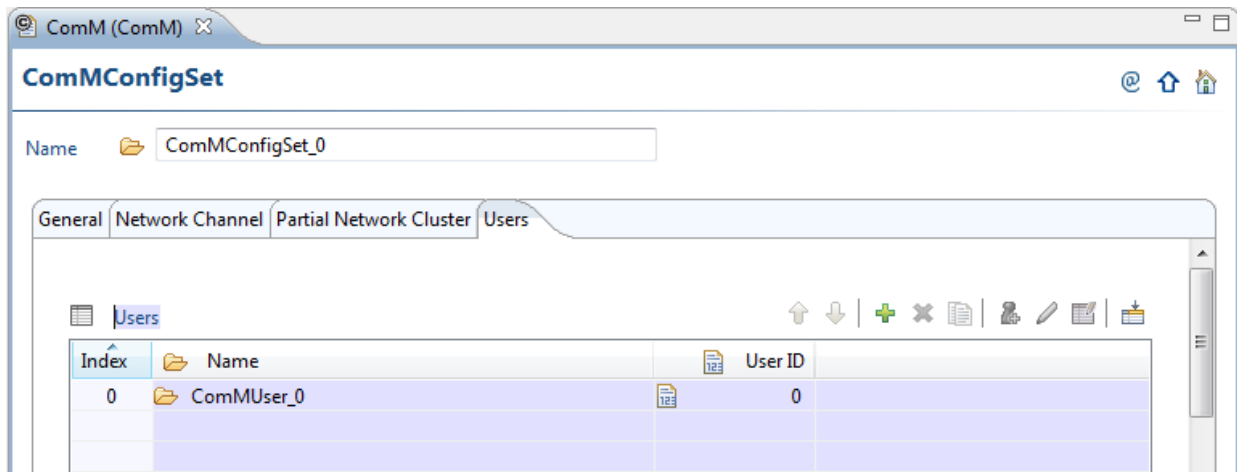 ComM (ComM)
ComMConfigSet
Name ComMConfigSet_0
General Network Channel Partial Network Cluster Users
Users
Index Name User ID
0 ComMUser_0 0